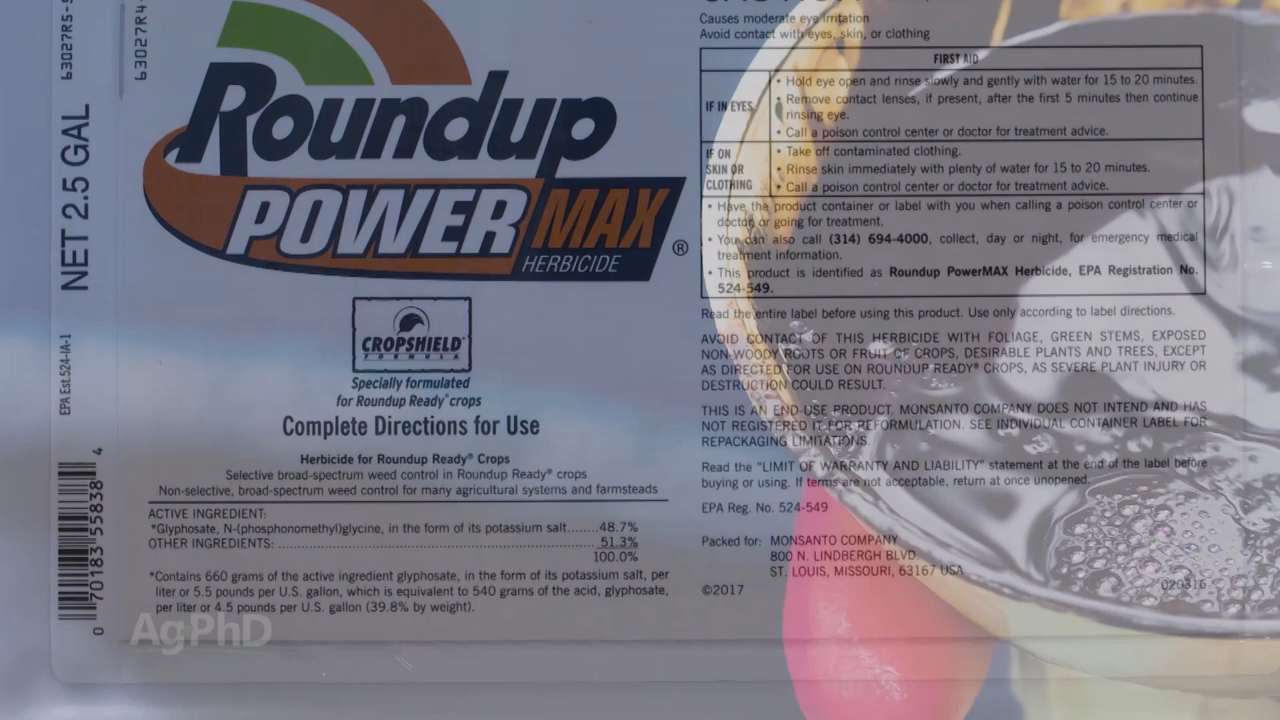 63027R5-5
63027R4-
NET 2.5 GAL
EPA Est.524-IA-1
0 70183 55838 4
Roundup
POWERMAX®
HERBICIDE
CROPSHIELD
FORMULA
Specially formulated
for Roundup Ready® crops
Complete Directions for Use
Herbicide for Roundup Ready® Crops
Selective broad-spectrum weed control in Roundup Ready® crops
Non-selective, broad-spectrum weed control for many agricultural systems and farmsteads
ACTIVE INGREDIENT:
*Glyphosate, N-(phosphonomethyl)glycine, in the form of its potassium salt.......48.7%
OTHER INGREDIENTS: ........................................................................ 51.3%
100.0%
*Contains 660 grams of the active ingredient glyphosate, in the form of its potassium salt, per
liter or 5.5 pounds per U.S. gallon, which is equivalent to 540 grams of the acid, glyphosate,
per liter or 4.5 pounds per U.S. gallon (39.8% by weight).
AgPhD
Causes moderate eye irritation
Avoid contact with eyes, skin, or clothing
FIRST AID
IF IN EYES
• Hold eye open and rinse slowly and gently with water for 15 to 20 minutes.
• Remove contact lenses, if present, after the first 5 minutes then continue
rinsing eye.
• Call a poison control center or doctor for treatment advice.
IF ON
SKIN OR
CLOTHING
• Take off contaminated clothing.
• Rinse skin immediately with plenty of water for 15 to 20 minutes.
• Call a poison control center or doctor for treatment advice.
• Have the product container or label with you when calling a poison control center or
doctor, or going for treatment.
• You can also call (314) 694-4000, collect, day or night, for emergency medical
treatment information.
• This product is identified as Roundup PowerMAX Herbicide, EPA Registration No.
524-549.
Read the entire label before using this product. Use only according to label directions.
AVOID CONTACT OF THIS HERBICIDE WITH FOLIAGE, GREEN STEMS, EXPOSED
NON-WOODY ROOTS OR FRUIT OF CROPS, DESIRABLE PLANTS AND TREES, EXCEPT
AS DIRECTED FOR USE ON ROUNDUP READY® CROPS, AS SEVERE PLANT INJURY OR
DESTRUCTION COULD RESULT.
THIS IS AN END-USE PRODUCT. MONSANTO COMPANY DOES NOT INTEND AND HAS
NOT REGISTERED IT FOR REFORMULATION. SEE INDIVIDUAL CONTAINER LABEL FOR
REPACKAGING LIMITATIONS.
Read the "LIMIT OF WARRANTY AND LIABILITY" statement at the end of the label before
buying or using. If terms are not acceptable, return at once unopened.
EPA Reg. No. 524-549
Packed for: MONSANTO COMPANY
800 N. LINDBERGH BLVD.
ST. LOUIS, MISSOURI, 63167 USA
©2017
020316